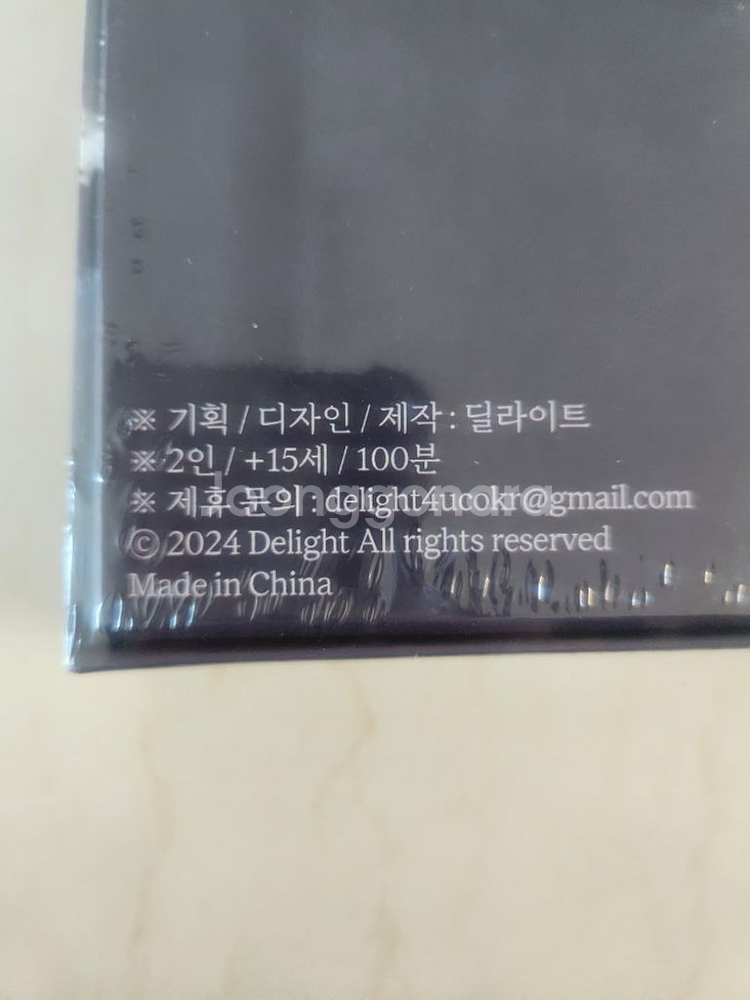 ※ 기획 / 디자인 / 제작 : 딜라이트
※ 2인 / +15세 / 100분
※ 제휴 문의 : delight4ucokr@gmail.com
Joonggonara
© 2024 Delight All rights reserved
Made in China